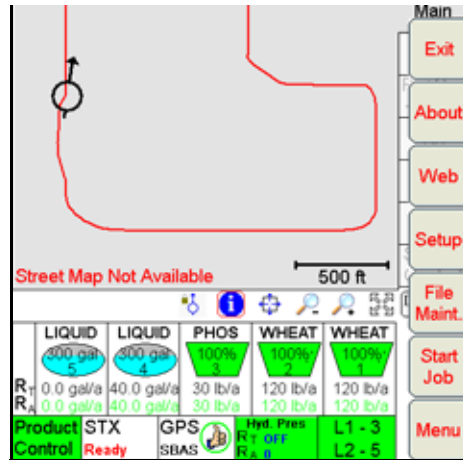 Main
Exit
About
Web
Setup
File
Maint.
Start
Job
Menu
Street Map Not Available
500 ft
i
LIQUID LIQUID PHOS WHEAT WHEAT
300 gal 300 gal 100% 100% 100%
5 4 3 2 1
RT 0.0 gal/a 40.0 gal/a 30 lb/a 120 lb/a 120 lb/a
RA 0.0 gal/a 40.0 gal/a 30 lb/a 120 lb/a 120 lb/a
Product STX GPS Hyd. Pres L1 - 3
RT OFF
Control Ready SBAS RA 0 L2 - 5